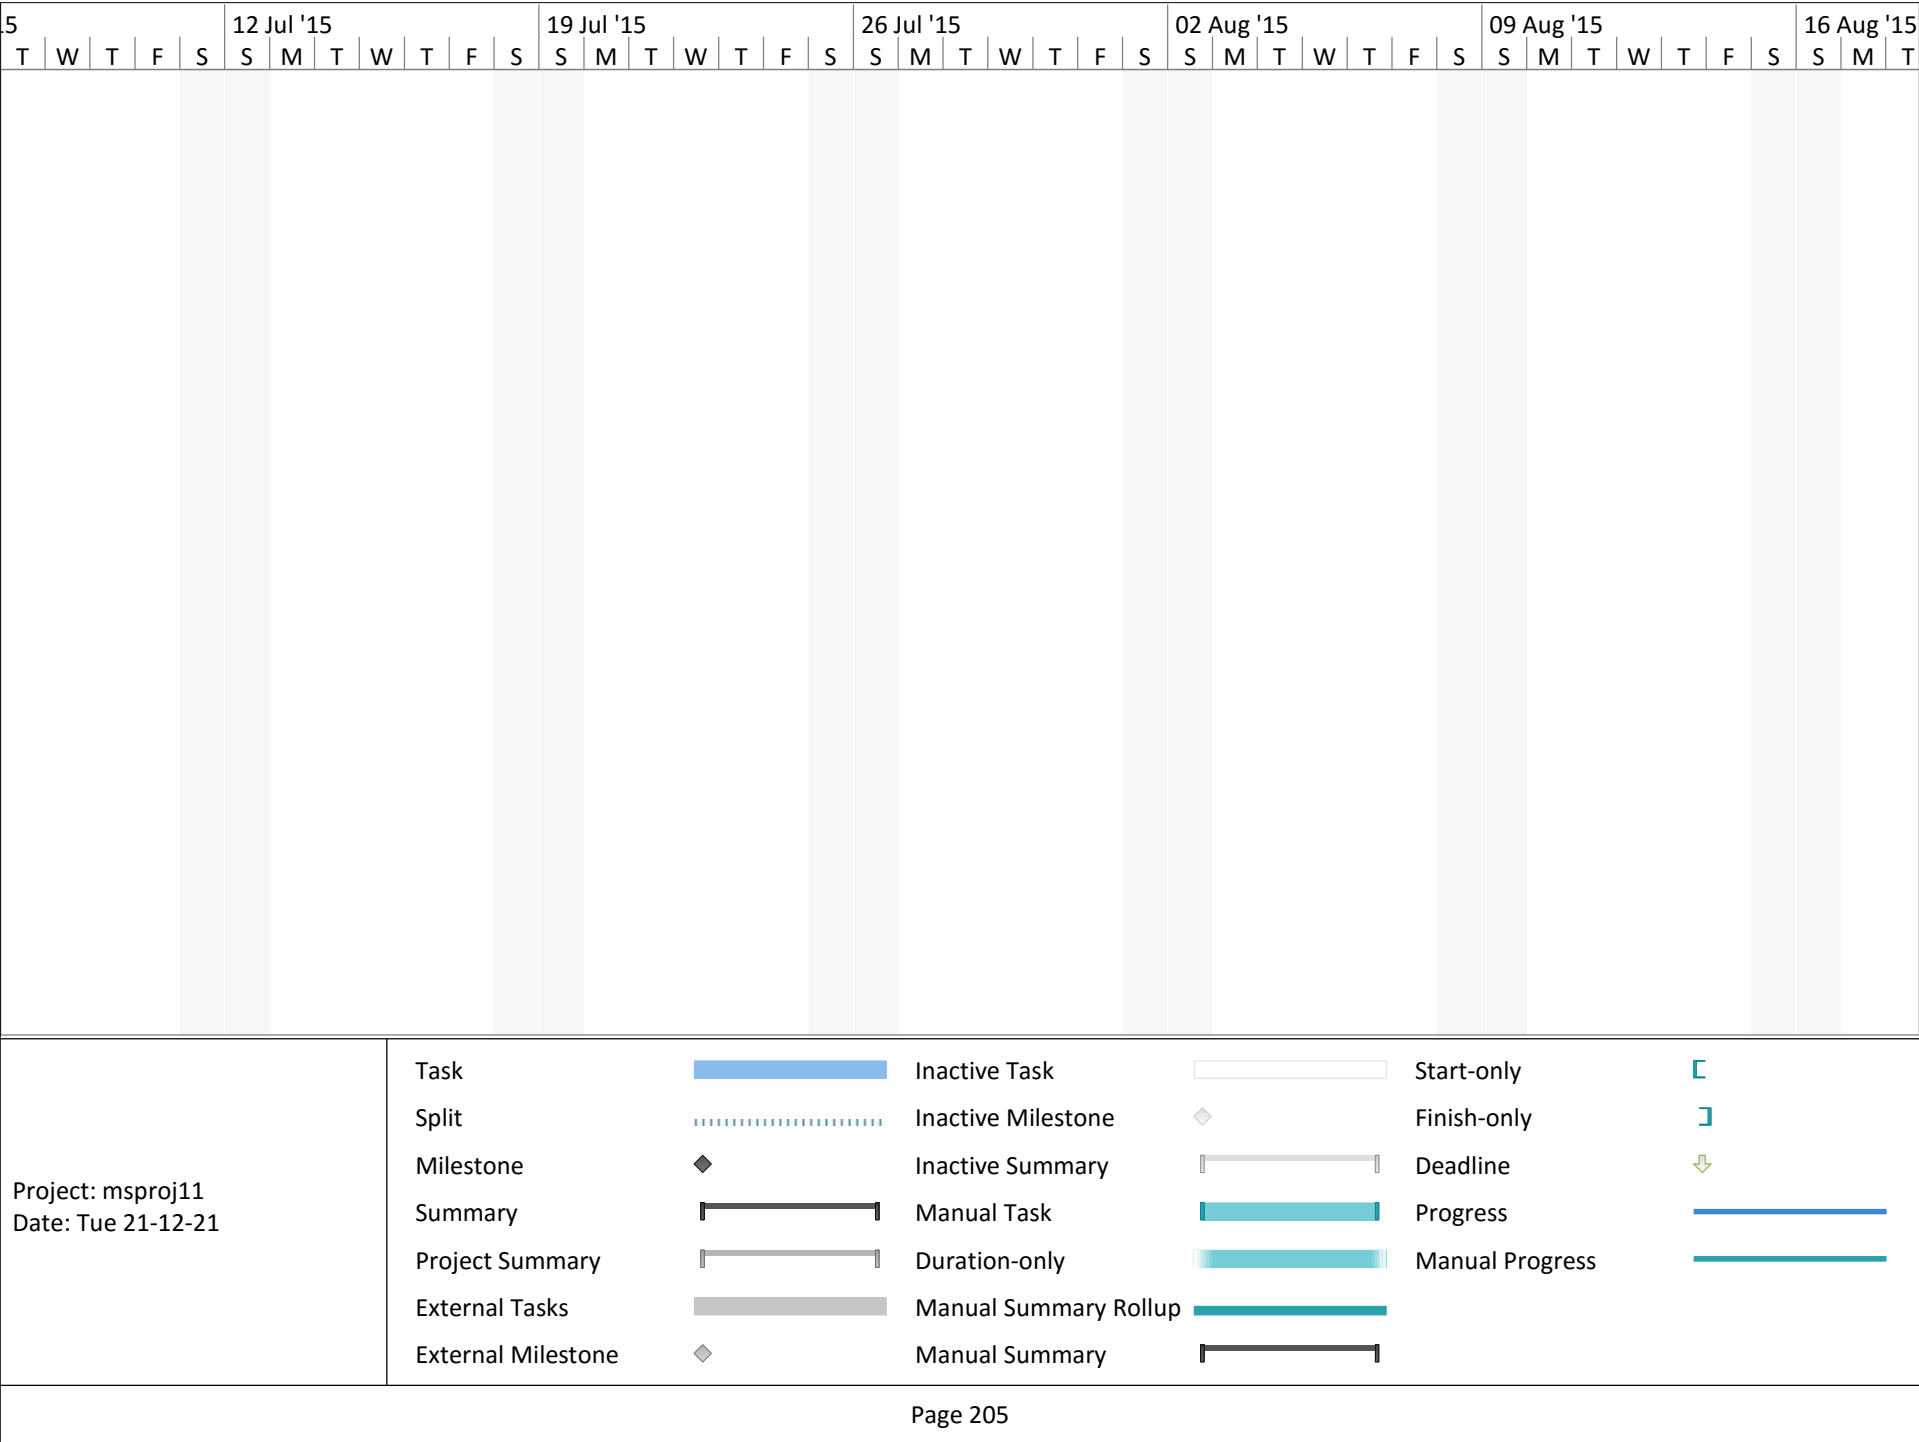 15 12 Jul '15 19 Jul '15 26 Jul '15 02 Aug '15 09 Aug '15 16 Aug '15
T W T F S S M T W T F S S M T W T F S S M T W T F S S M T W T F S S M T W T F S S M T
Task Inactive Task Start-only
Split Inactive Milestone Finish-only
Milestone Inactive Summary Deadline
Project: msproj11
Date: Tue 21-12-21
Summary Manual Task Progress
Project Summary Duration-only Manual Progress
External Tasks Manual Summary Rollup
External Milestone Manual Summary
Page 205